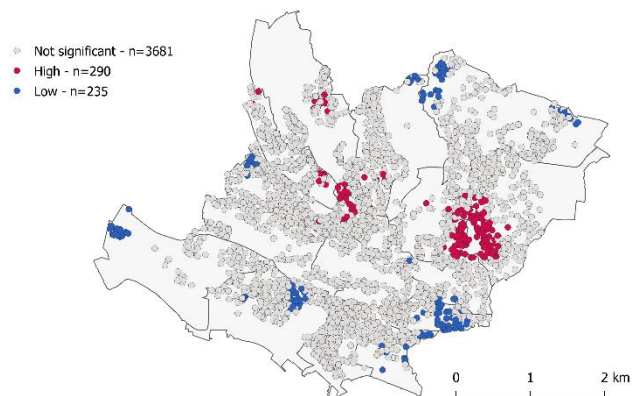 Not significant - n=3681
High - n=290
Low - n=235
0 1 2 km